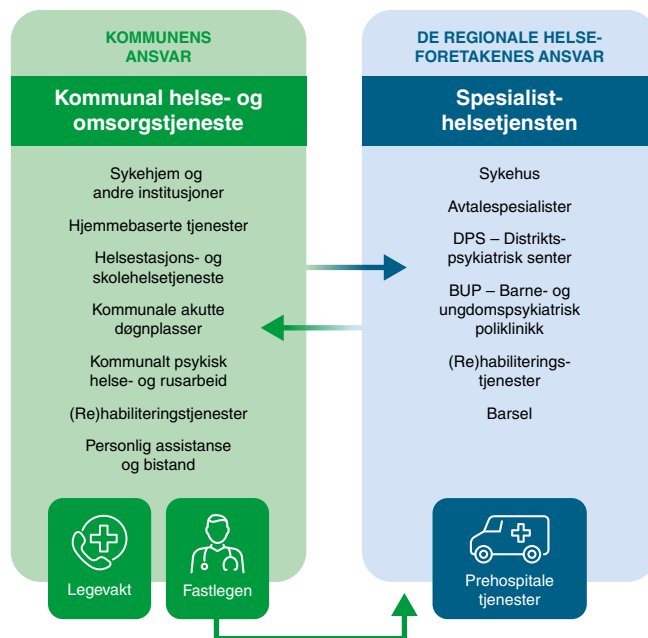 KOMMUNENS
ANSVAR
Kommunal helse- og
omsorgstjeneste
Sykehjem og
andre institusjoner
Hjemmebaserte tjenester
Helsestasjons- og
skolehelsetjeneste
Kommunale akutte
døgnplasser
Kommunalt psykisk
helse- og rusarbeid
(Re)habiliteringstjenester
Personlig assistanse
og bistand
Legevakt
Fastlegen
DE REGIONALE HELSE-
FORETAKENES ANSVAR
Spesialist-
helsetjensten
Sykehus
Avtalespesialister
DPS – Distrikts-
psykiatrisk senter
BUP – Barne- og
ungdomspsykiatrisk
poliklinikk
(Re)habiliterings-
tjenester
Barsel
Prehospitale
tjenester